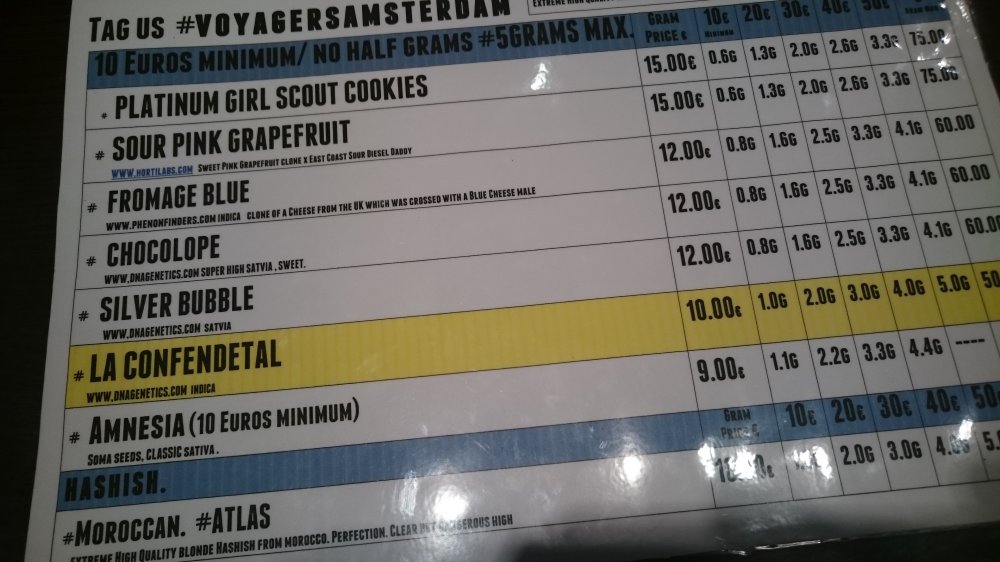 EXTREME HIGH
TAG US #VOYAGERSAMSTERDAM
10 EUROS MINIMUM/ NO HALF GRAMS #5GRAMS MAX. GRAM PRICE € 10€ MINIMUM 20€ 30€ 40€ 50€
# PLATINUM GIRL SCOUT COOKIES 15.00€ 0.6G 1.3G 2.0G 2.6G 3.3G 75.00
# SOUR PINK GRAPEFRUIT 15.00€ 0.6G 1.3G 2.0G 2.6G 3.3G 75.00
WWW.HORTILABS.COM SWEET PINK GRAPEFRUIT CLONE X EAST COAST SOUR DIESEL DADDY
# FROMAGE BLUE 12.00€ 0.8G 1.6G 2.5G 3.3G 4.1G 60.00
WWW.PHENONFINDERS.COM INDICA CLONE OF A CHEESE FROM THE UK WHICH WAS CROSSED WITH A BLUE CHEESE MALE
# CHOCOLOPE 12.00€ 0.8G 1.6G 2.5G 3.3G 4.1G 60.00
WWW.DNAGENETICS.COM SUPER HIGH SATVIA , SWEET.
# SILVER BUBBLE 12.00€ 0.8G 1.6G 2.5G 3.3G 4.1G 60.00
WWW.DNAGENETICS.COM SATVIA
# LA CONFENDETAL 10.00€ 1.0G 2.0G 3.0G 4.0G 5.0G 50
WWW.DNAGENETICS.COM INDICA
# AMNESIA (10 EUROS MINIMUM) 9.00€ 1.1G 2.2G 3.3G 4.4G ----
SOMA SEEDS, CLASSIC SATIVA.
HASHISH. GRAM PRICE € 10€ 20€ 30€ 40€ 50
#MOROCCAN. #ATLAS 2.0G 3.0G
EXTREME HIGH QUALITY BLONDE HASHISH FROM MOROCCO. PERFECTION. CLEAR HIGH